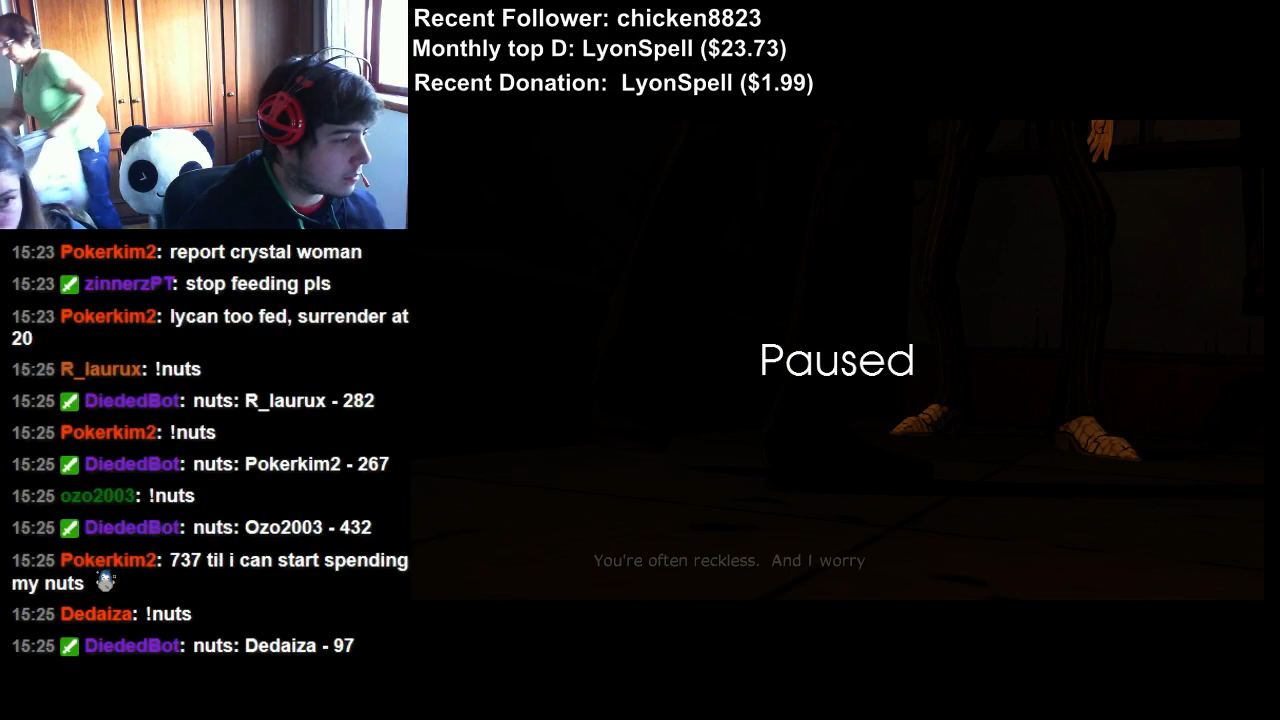 Recent Follower: chicken8823
Monthly top D: LyonSpell ($23.73)
Recent Donation: LyonSpell ($1.99)
15:23 Pokerkim2: report crystal woman
15:23 zinnerzPT: stop feeding pls
15:23 Pokerkim2: lycan too fed, surrender at
20
15:25 R_laurux: !nuts
15:25 DiededBot: nuts: R_laurux - 282
15:25 Pokerkim2: !nuts
15:25 DiededBot: nuts: Pokerkim2 - 267
15:25 ozo2003: !nuts
15:25 DiededBot: nuts: Ozo2003 - 432
15:25 Pokerkim2: 737 til i can start spending
my nuts
15:25 Dedaiza: !nuts
15:25 DiededBot: nuts: Dedaiza - 97
Paused
You're often reckless. And I worry